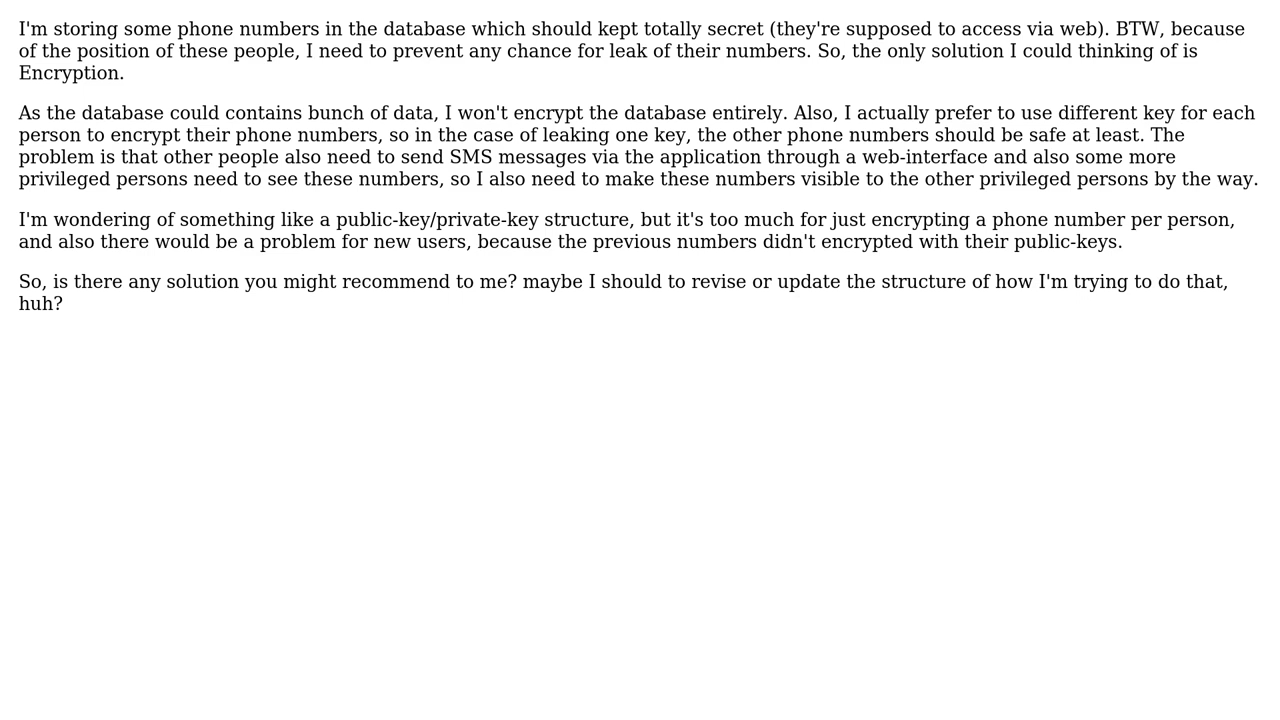 I'm storing some phone numbers in the database which should kept totally secret (they're supposed to access via web). BTW, because
of the position of these people, I need to prevent any chance for leak of their numbers. So, the only solution I could thinking of is
Encryption.
As the database could contains bunch of data, I won't encrypt the database entirely. Also, I actually prefer to use different key for each
person to encrypt their phone numbers, so in the case of leaking one key, the other phone numbers should be safe at least. The
problem is that other people also need to send SMS messages via the application through a web-interface and also some more
privileged persons need to see these numbers, so I also need to make these numbers visible to the other privileged persons by the way.
I'm wondering of something like a public-key/private-key structure, but it's too much for just encrypting a phone number per person,
and also there would be a problem for new users, because the previous numbers didn't encrypted with their public-keys.
So, is there any solution you might recommend to me? maybe I should to revise or update the structure of how I'm trying to do that,
huh?